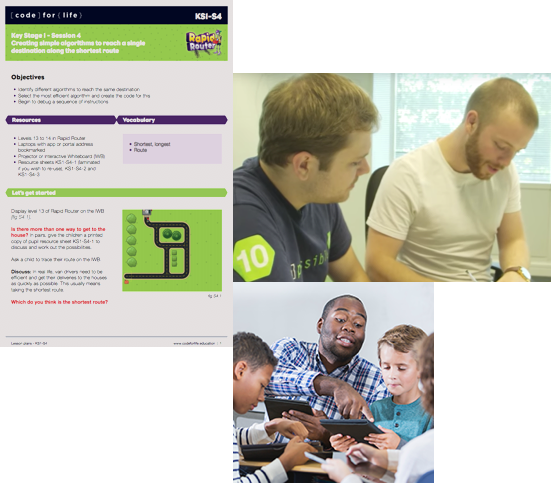 [ code ] for { life }
KS1-S4
Key Stage 1 - Session 4
Creating simple algorithms to reach a single
destination along the shortest route
Rapid
Router
Objectives
• Identify different algorithms to reach the same destination
• Select the most efficient algorithm and create the code for this
• Begin to debug a sequence of instructions
Resources
Vocabulary
• Levels 13 to 14 in Rapid Router
• Laptops with app or portal address
bookmarked
• Projector or Interactive Whiteboard (IWB)
• Resource sheets KS1-S4-1 (laminated
if you wish to re-use), KS1-S4-2 and
KS1-S4-3
• Shortest, longest
• Route
Let's get started
Display level 13 of Rapid Router on the IWB
(fig S4.1)
Is there more than one way to get to the
house? In pairs, give the children a printed
copy of pupil resource sheet KS1-S4-1 to
discuss and work out the possibilities.
Ask a child to trace their route on the IWB.
Discuss: In real life, van drivers need to be
efficient and get their deliveries to the houses
as quickly as possible. This usually means
taking the shortest route.
Which do you think is the shortest route?
fig S4.1
Lesson plans - KS1-S4
www.codeforlife.education | 1
10